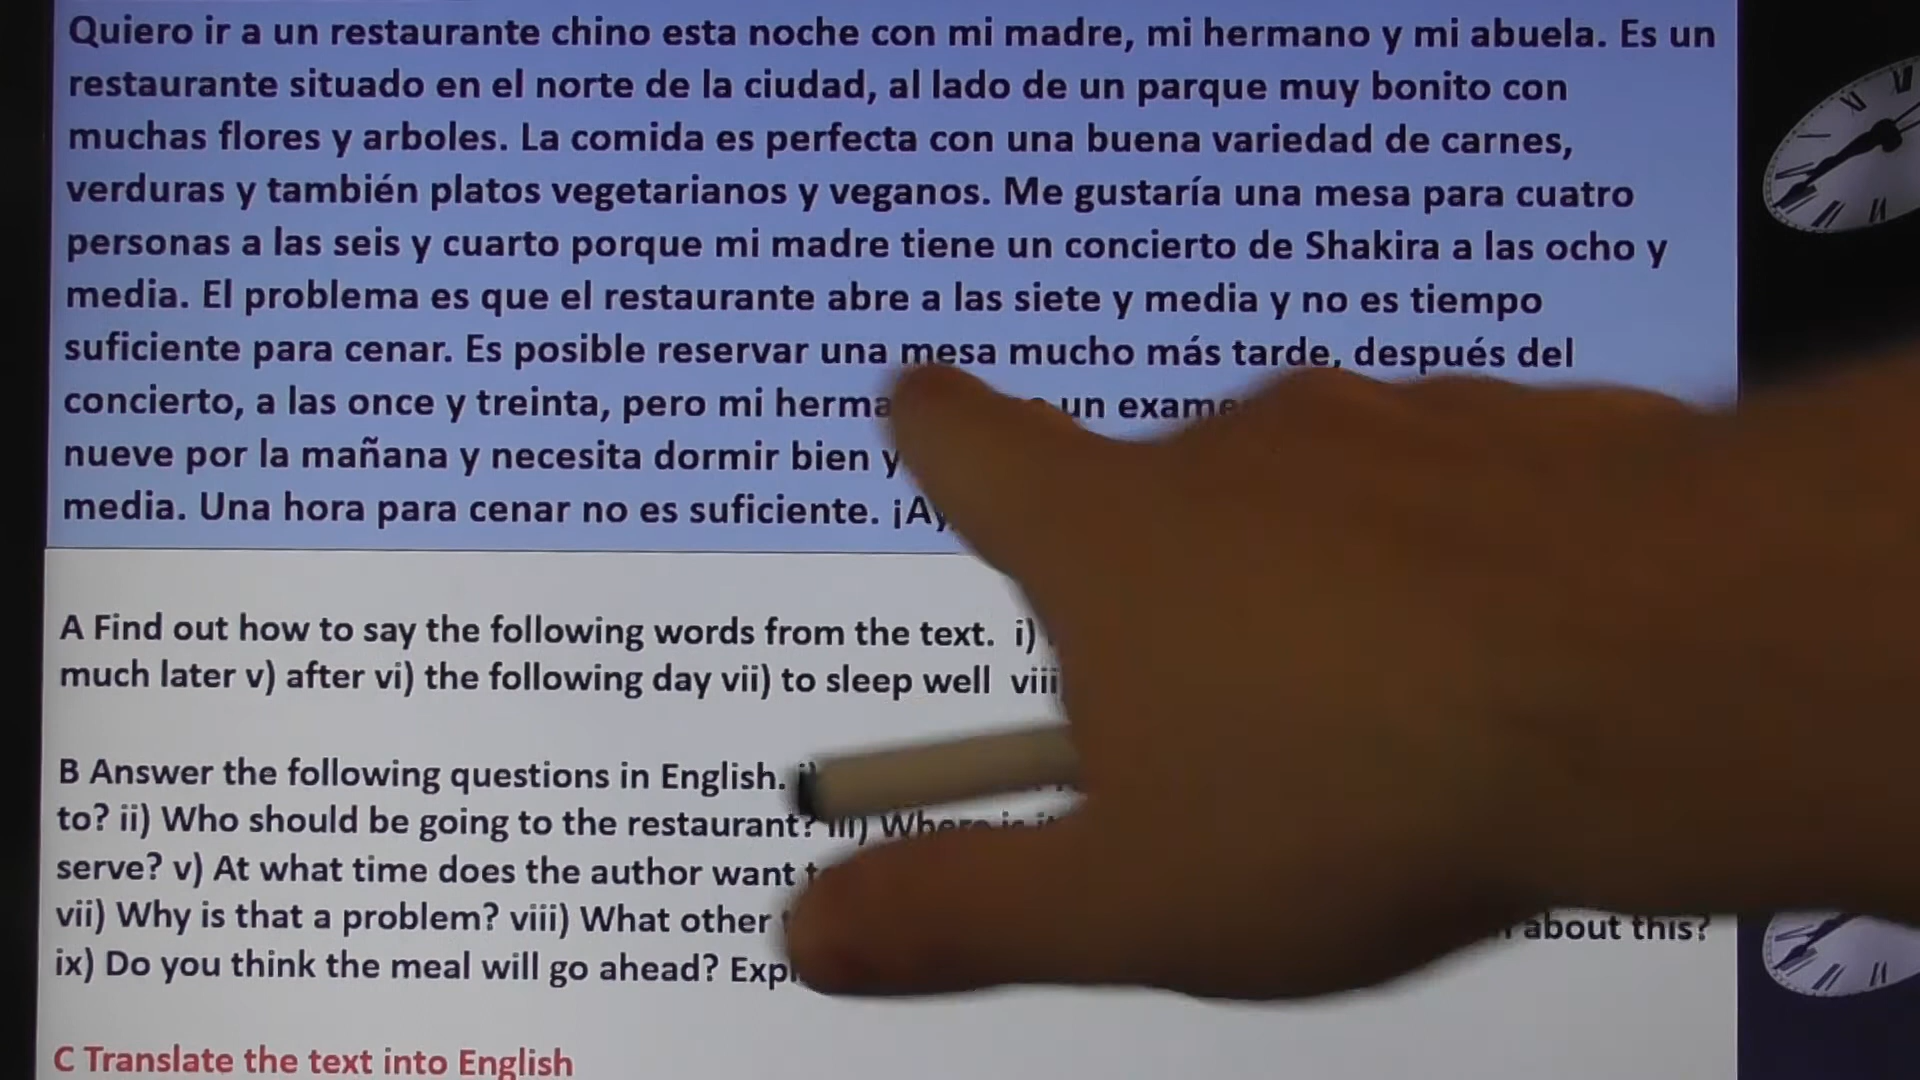 Quiero ir a un restaurante chino esta noche con mi madre, mi hermano y mi abuela. Es un
restaurante situado en el norte de la ciudad, al lado de un parque muy bonito con
muchas flores y arboles. La comida es perfecta con una buena variedad de carnes,
verduras y también platos vegetarianos y veganos. Me gustaría una mesa para cuatro
personas a las seis y cuarto porque mi madre tiene un concierto de Shakira a las ocho y
media. El problema es que el restaurante abre a las siete y media y no es tiempo
suficiente para cenar. Es posible reservar una mesa mucho más tarde, después del
concierto, a las once y treinta, pero mi un
nueve por la mañana y necesita dormir bien y
media. Una hora para cenar no es suficiente.
A Find out how to say the following words from the text. i)
much later v) after vi) the following day vii) to sleep well viii
B Answer the following questions in English.
to? ii) Who should be going to the restaurant? iii) Where is
serve? v) At what time does the author want
vii) Why is that a problem? viii) What other about this?
ix) Do you think the meal will go ahead?
C Translate the text into English